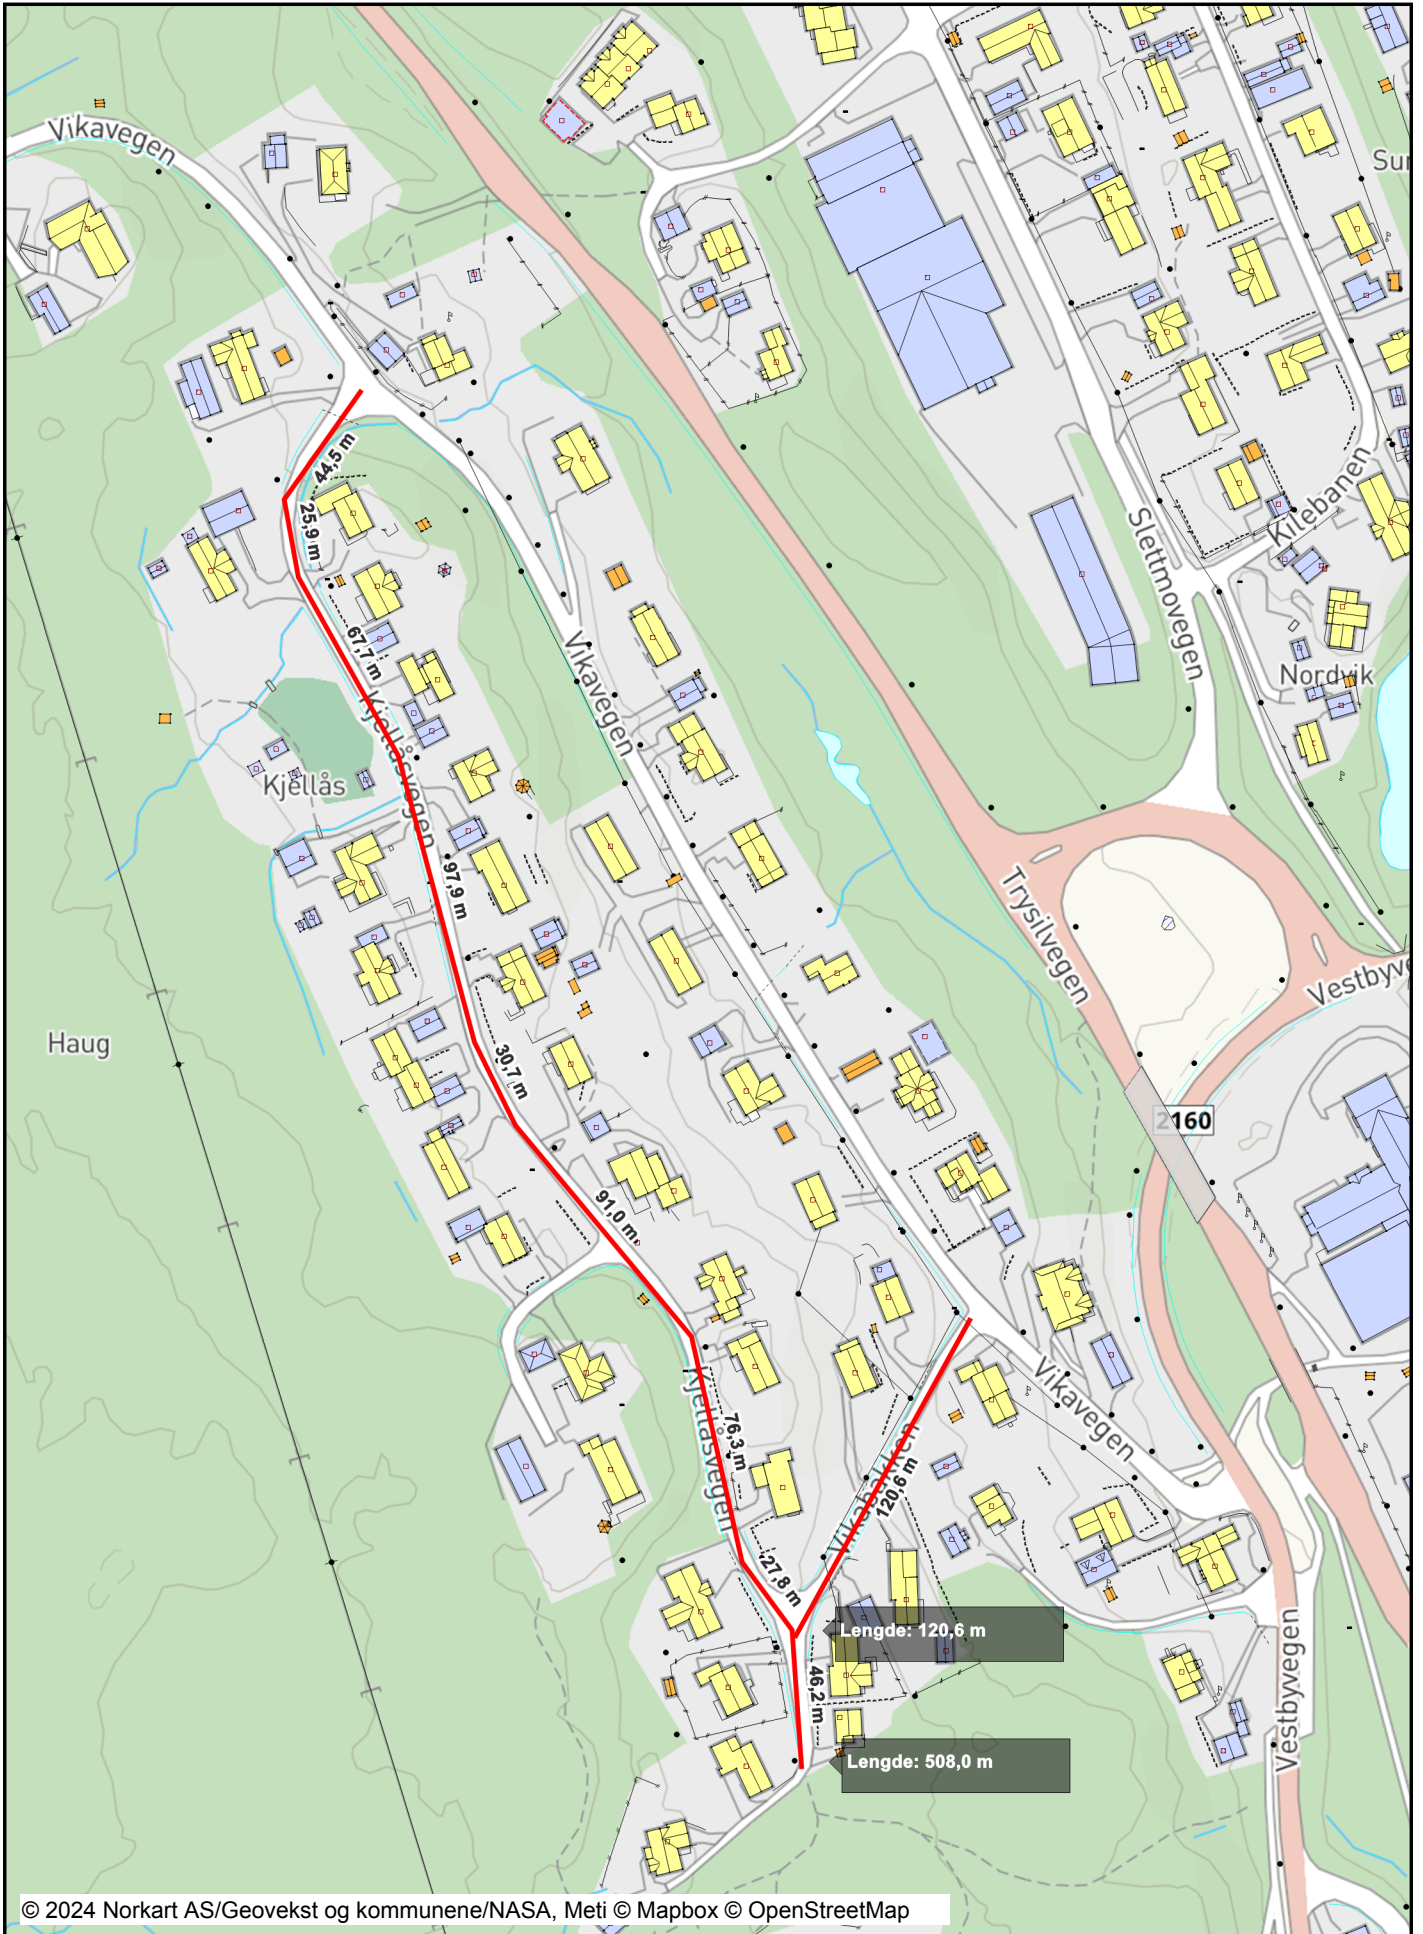 Vikavegen
Sur
44,5 m
25,9 m
Slettmovegen
Kilebanen
67,7 m
Vikavegen
Nordvik
Kjellåsvegen
Kjellås
97,9 m
Trysilvegen
Vestbyve
Haug
30,7 m
2160
91,0 m
Kjellåsvegen
76,3 m
Vikavegen
Vikabakken
120,6 m
27,8 m
Lengde: 120,6 m
46,2 m
Vestbyvegen
Lengde: 508,0 m
© 2024 Norkart AS/Geovekst og kommunene/NASA, Meti © Mapbox © OpenStreetMap